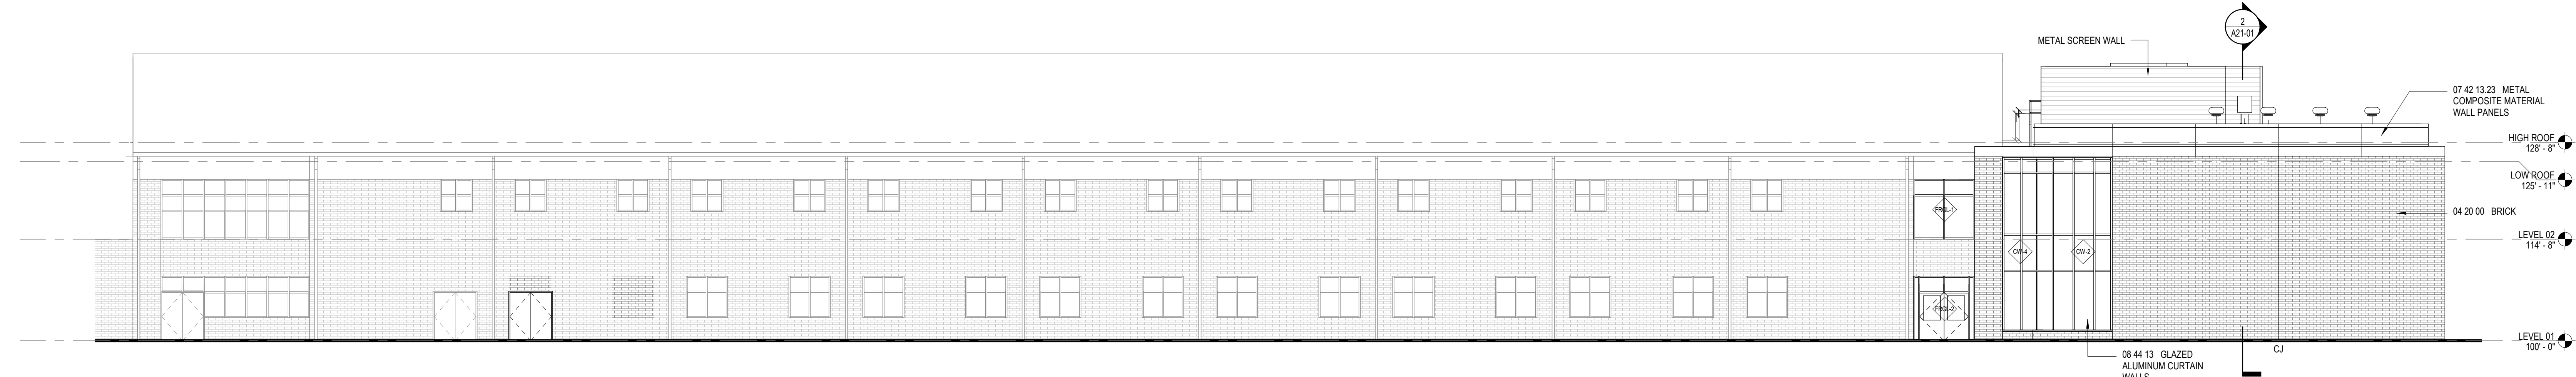 2
A21-01
METAL SCREEN WALL
07 42 13.23 METAL
COMPOSITE MATERIAL
WALL PANELS
HIGH ROOF
128' - 8"
LOW ROOF
125' - 11"
04 20 00 BRICK
FRGL-1
LEVEL 02
114' - 8"
CW-4
CW-2
FRGL-2
LEVEL 01
100' - 0"
CJ
08 44 13 GLAZED
ALUMINUM CURTAIN
WALLS